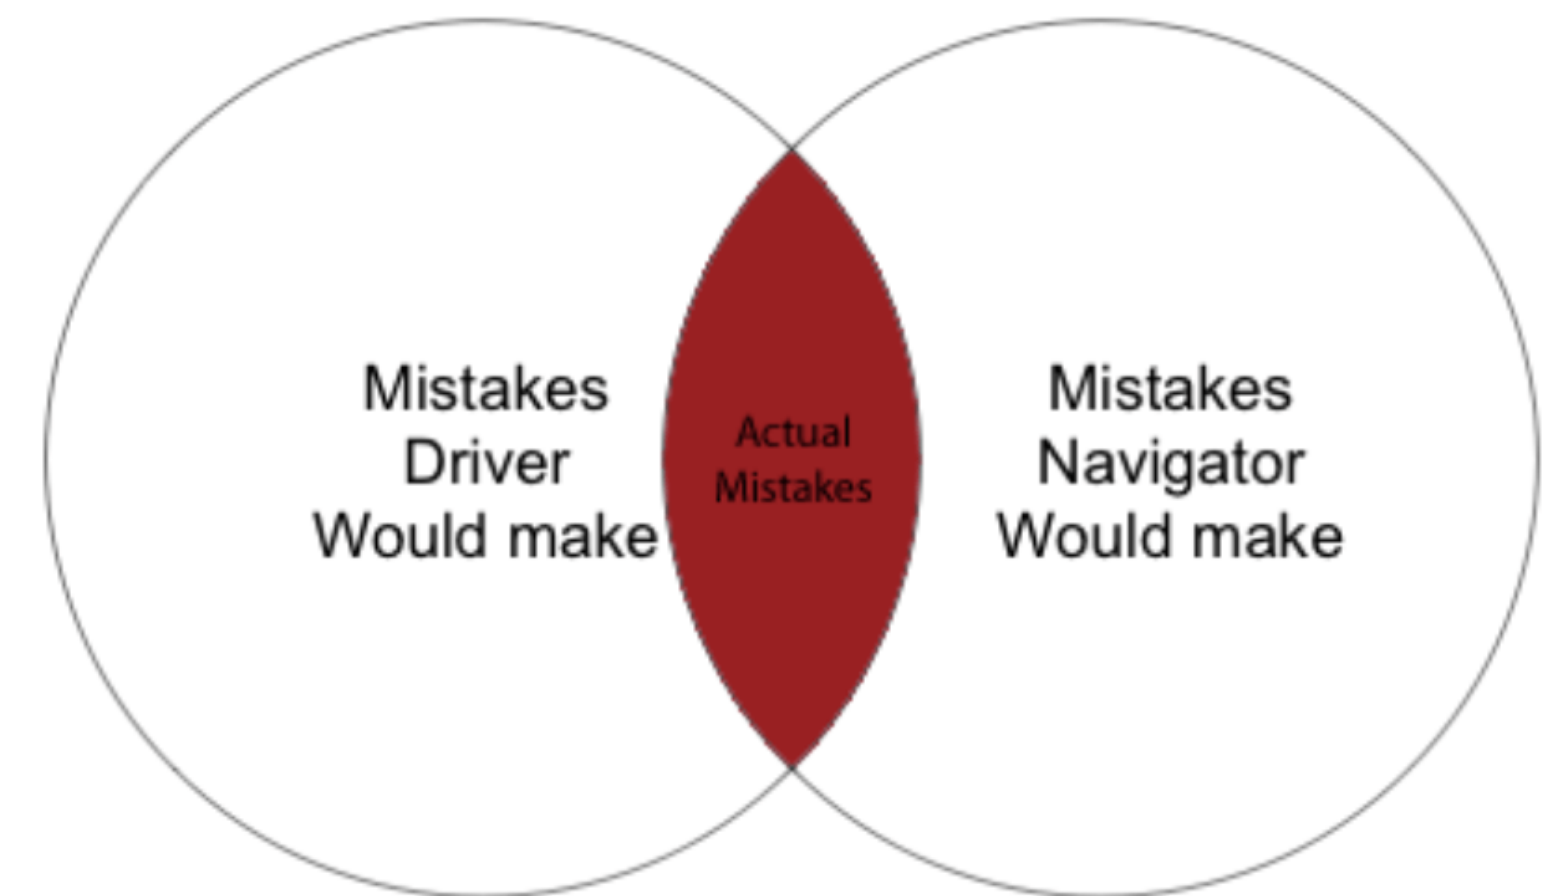 Mistakes
Driver
Would make
Actual
Mistakes
Mistakes
Navigator
Would make